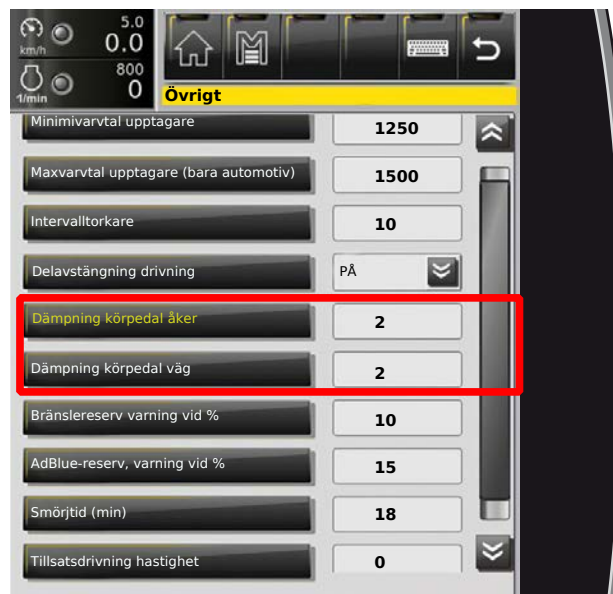 5.0
km/h
0.0
800
1/min
0
Övrigt
Minimivarvtal upptagare 1250
Maxvarvtal upptagare (bara automotiv) 1500
Intervalltorkare 10
Delavstängning drivning PÅ
Dämpning körpedal åker 2
Dämpning körpedal väg 2
Bränslereserv varning vid % 10
AdBlue-reserv, varning vid % 15
Smörjtid (min) 18
Tillsatsdrivning hastighet 0